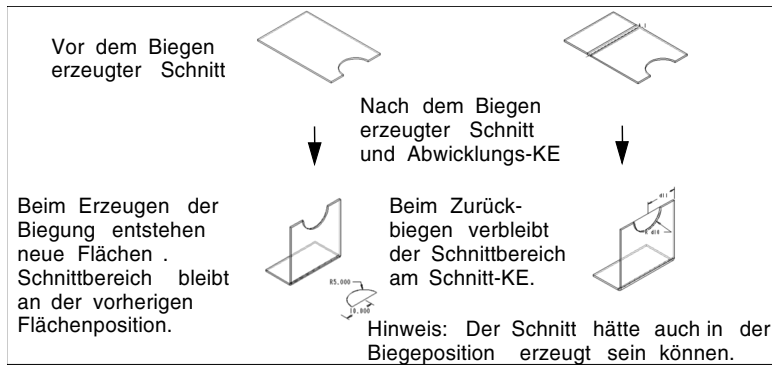 Vor dem Biegen
erzeugter Schnitt
Nach dem Biegen
erzeugter Schnitt
und Abwicklungs-KE
Beim Erzeugen der
Biegung entstehen
neue Flächen .
Schnittbereich bleibt
an der vorherigen
Flächenposition.
R5.000
10.000
Beim Zurück-
biegen verbleibt
der Schnittbereich
am Schnitt-KE.
d11
R d10
Hinweis: Der Schnitt hätte auch in der
Biegeposition erzeugt sein können.